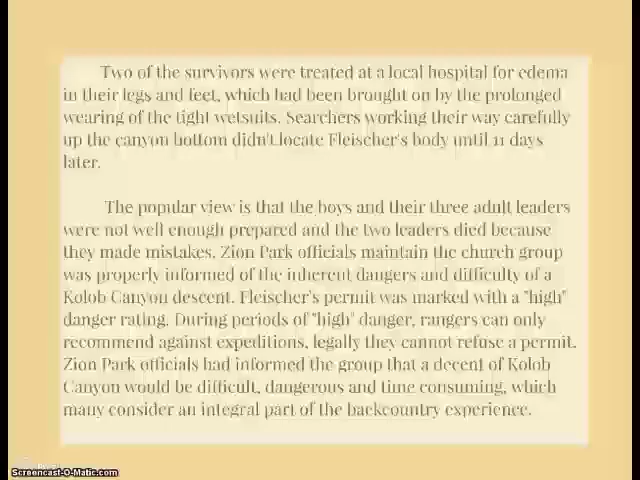 Two of the survivors were treated at a local hospital for edema
in their legs and feet, which had been brought on by the prolonged
wearing of the tight wetsuits. Searchers working their way carefully
up the canyon bottom didn't locate Fleischer's body until 11 days
later.
The popular view is that the boys and their three adult leaders
were not well enough prepared and the two leaders died because
they made mistakes. Zion Park officials maintain the church group
was properly informed of the inherent dangers and difficulty of a
Kolob Canyon descent. Fleischer's permit was marked with a "high"
danger rating. During periods of "high" danger, rangers can only
recommend against expeditions, legally they cannot refuse a permit.
Zion Park officials had informed the group that a decent of Kolob
Canyon would be difficult, dangerous and time consuming, which
many consider an integral part of the backcountry experience.
Screencast-O-Matic.com